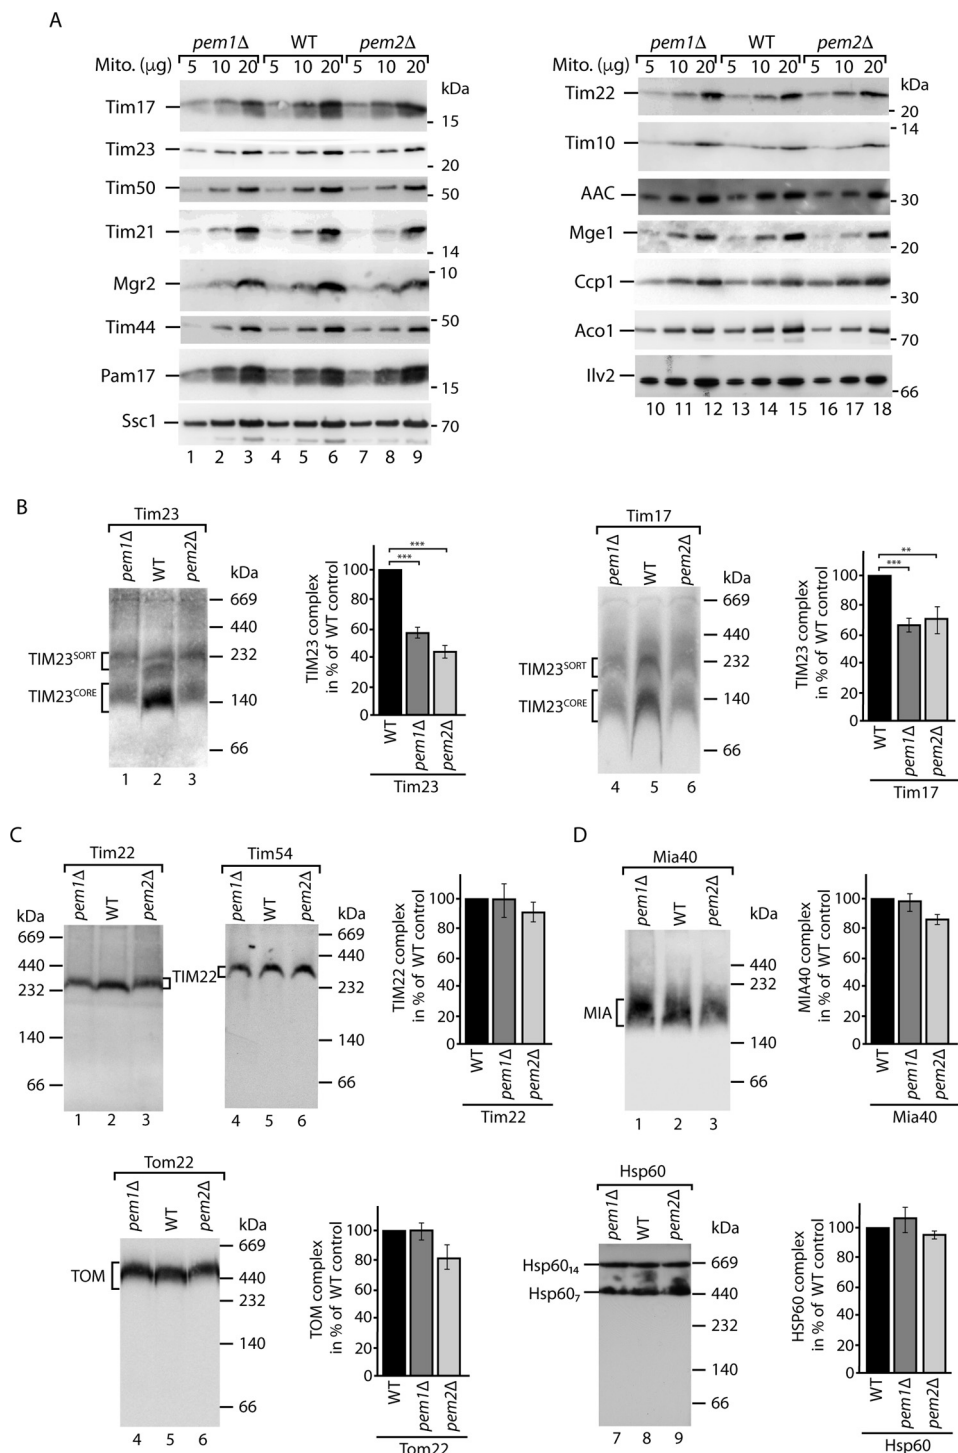 A
pem1Δ WT pem2Δ
Mito. (μg) 5 10 20 5 10 20 5 10 20
kDa
Tim17
15
Tim23
20
Tim50
50
Tim21
14
Mgr2
10
Tim44
50
Pam17
15
Ssc1
70
1 2 3 4 5 6 7 8 9
pem1Δ WT pem2Δ
Mito. (μg) 5 10 20 5 10 20 5 10 20
kDa
Tim22
20
14
Tim10
AAC
30
Mge1
20
Ccp1
30
Aco1
70
Ilv2
66
10 11 12 13 14 15 16 17 18
B
Tim23
pem1Δ WT pem2Δ
kDa
669
440
232
140
66
TIM23SORT
TIM23CORE
1 2 3
TIM23 complex
in % of WT control
100
80
60
40
20
0
***
***
WT pem1Δ pem2Δ
Tim23
Tim17
pem1Δ WT pem2Δ
kDa
669
440
232
140
66
TIM23SORT
TIM23CORE
4 5 6
TIM23 complex
in % of WT control
100
80
60
40
20
0
**
***
WT pem1Δ pem2Δ
Tim17
C
Tim22
pem1Δ WT pem2Δ
kDa
669
440
232
140
66
TIM22
1 2 3
Tim54
pem1Δ WT pem2Δ
kDa
669
440
232
140
66
4 5 6
TIM22 complex
in % of WT control
100
80
60
40
20
0
WT pem1Δ pem2Δ
Tim22
D
Mia40
pem1Δ WT pem2Δ
kDa
440
232
140
66
MIA
1 2 3
MIA40 complex
in % of WT control
100
80
60
40
20
0
WT pem1Δ pem2Δ
Mia40
Tom22
pem1Δ WT pem2Δ
kDa
669
440
232
140
66
TOM
4 5 6
TOM complex
in % of WT control
100
80
60
40
20
0
WT pem1Δ pem2Δ
Tom22
Hsp60
pem1Δ WT pem2Δ
kDa
669
440
232
140
66
Hsp60₁₄
Hsp60₇
7 8 9
HSP60 complex
in % of WT control
100
80
60
40
20
0
WT pem1Δ pem2Δ
Hsp60